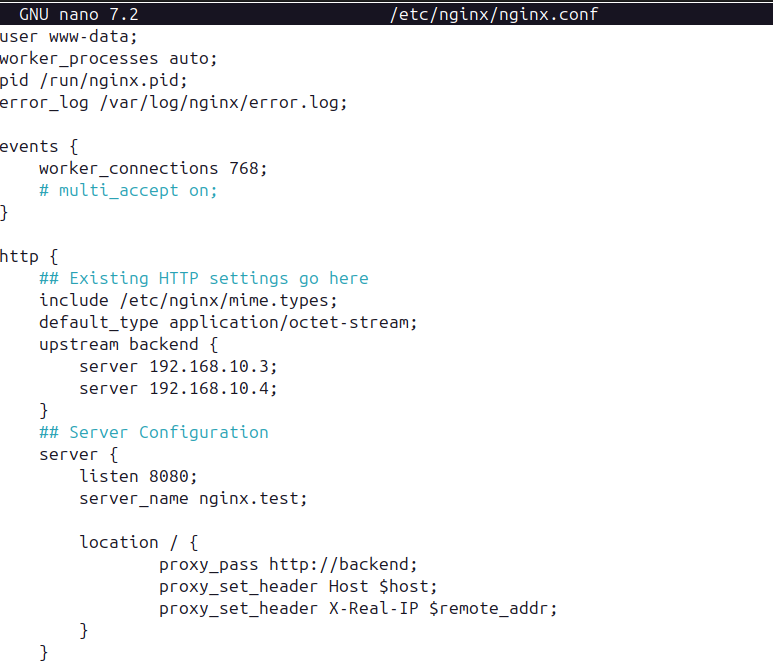 GNU nano 7.2 /etc/nginx/nginx.conf
user www-data;
worker_processes auto;
pid /run/nginx.pid;
error_log /var/log/nginx/error.log;
events {
    worker_connections 768;
    # multi_accept on;
}
http {
    ## Existing HTTP settings go here
    include /etc/nginx/mime.types;
    default_type application/octet-stream;
    upstream backend {
        server 192.168.10.3;
        server 192.168.10.4;
    }
    ## Server Configuration
    server {
        listen 8080;
        server_name nginx.test;
        location / {
                proxy_pass http://backend;
                proxy_set_header Host $host;
                proxy_set_header X-Real-IP $remote_addr;
        }
    }